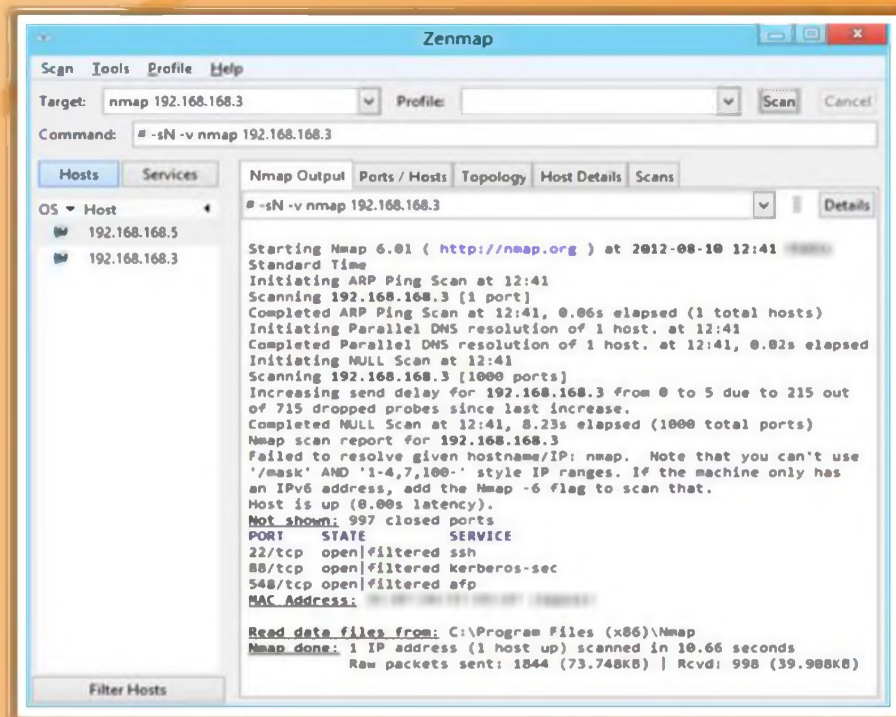 Zenmap
Scan Tools Profile Help
Target: nmap 192.168.168.3 Profile: Scan Cancel
Command: # -sN -v nmap 192.168.168.3
Hosts Services
Nmap Output Ports / Hosts Topology Host Details Scans
OS Host
192.168.168.5
192.168.168.3
# -sN -v nmap 192.168.168.3 Details
Starting Nmap 6.01 ( http://nmap.org ) at 2012-08-10 12:41
Standard Time
Initiating ARP Ping Scan at 12:41
Scanning 192.168.168.3 [1 port]
Completed ARP Ping Scan at 12:41, 0.06s elapsed (1 total hosts)
Initiating Parallel DNS resolution of 1 host. at 12:41
Completed Parallel DNS resolution of 1 host. at 12:41, 0.02s elapsed
Initiating NULL Scan at 12:41
Scanning 192.168.168.3 [1000 ports]
Increasing send delay for 192.168.168.3 from 0 to 5 due to 215 out
of 715 dropped probes since last increase.
Completed NULL Scan at 12:41, 8.23s elapsed (1000 total ports)
Nmap scan report for 192.168.168.3
Failed to resolve given hostname/IP: nmap. Note that you can't use
'/mask' AND '1-4,7,100-' style IP ranges. If the machine only has
an IPv6 address, add the Nmap -6 flag to scan that.
Host is up (0.00s latency).
Not shown: 997 closed ports
PORT STATE SERVICE
22/tcp open|filtered ssh
88/tcp open|filtered kerberos-sec
548/tcp open|filtered afp
MAC Address:
Read data files from: C:\Program Files (x86)\Nmap
Nmap done: 1 IP address (1 host up) scanned in 10.66 seconds
Raw packets sent: 1844 (73.748KB) | Rcvd: 998 (39.908KB)
Filter Hosts